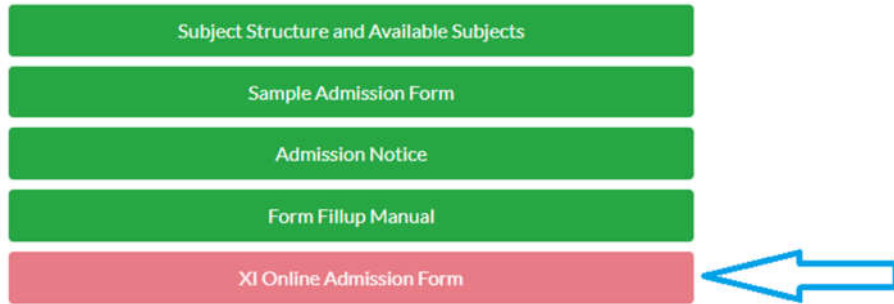 Subject Structure and Available Subjects
Sample Admission Form
Admission Notice
Form Fillup Manual
XI Online Admission Form